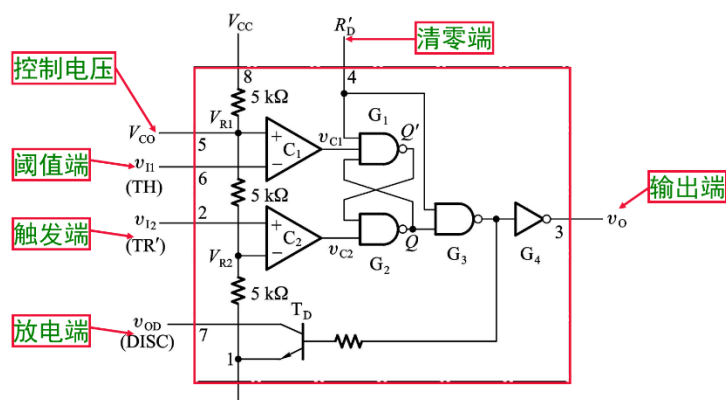 V_CC
R'_D
清零端
控制电压
8
4
5 kΩ
G₁
V_CO
V_R1
5
+
−
C₁
v_C1
Q'
阈值端
v_I1
(TH)
6
5 kΩ
触发端
v_I2
(TR′)
2
+
−
C₂
v_C2
G₂
Q
G₃
G₄
3
v_O
输出端
V_R2
5 kΩ
T_D
放电端
v_OD
(DISC)
7
1